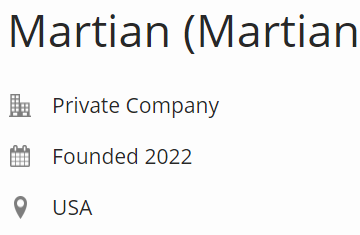 Martian (Martian
Private Company
Founded 2022
USA